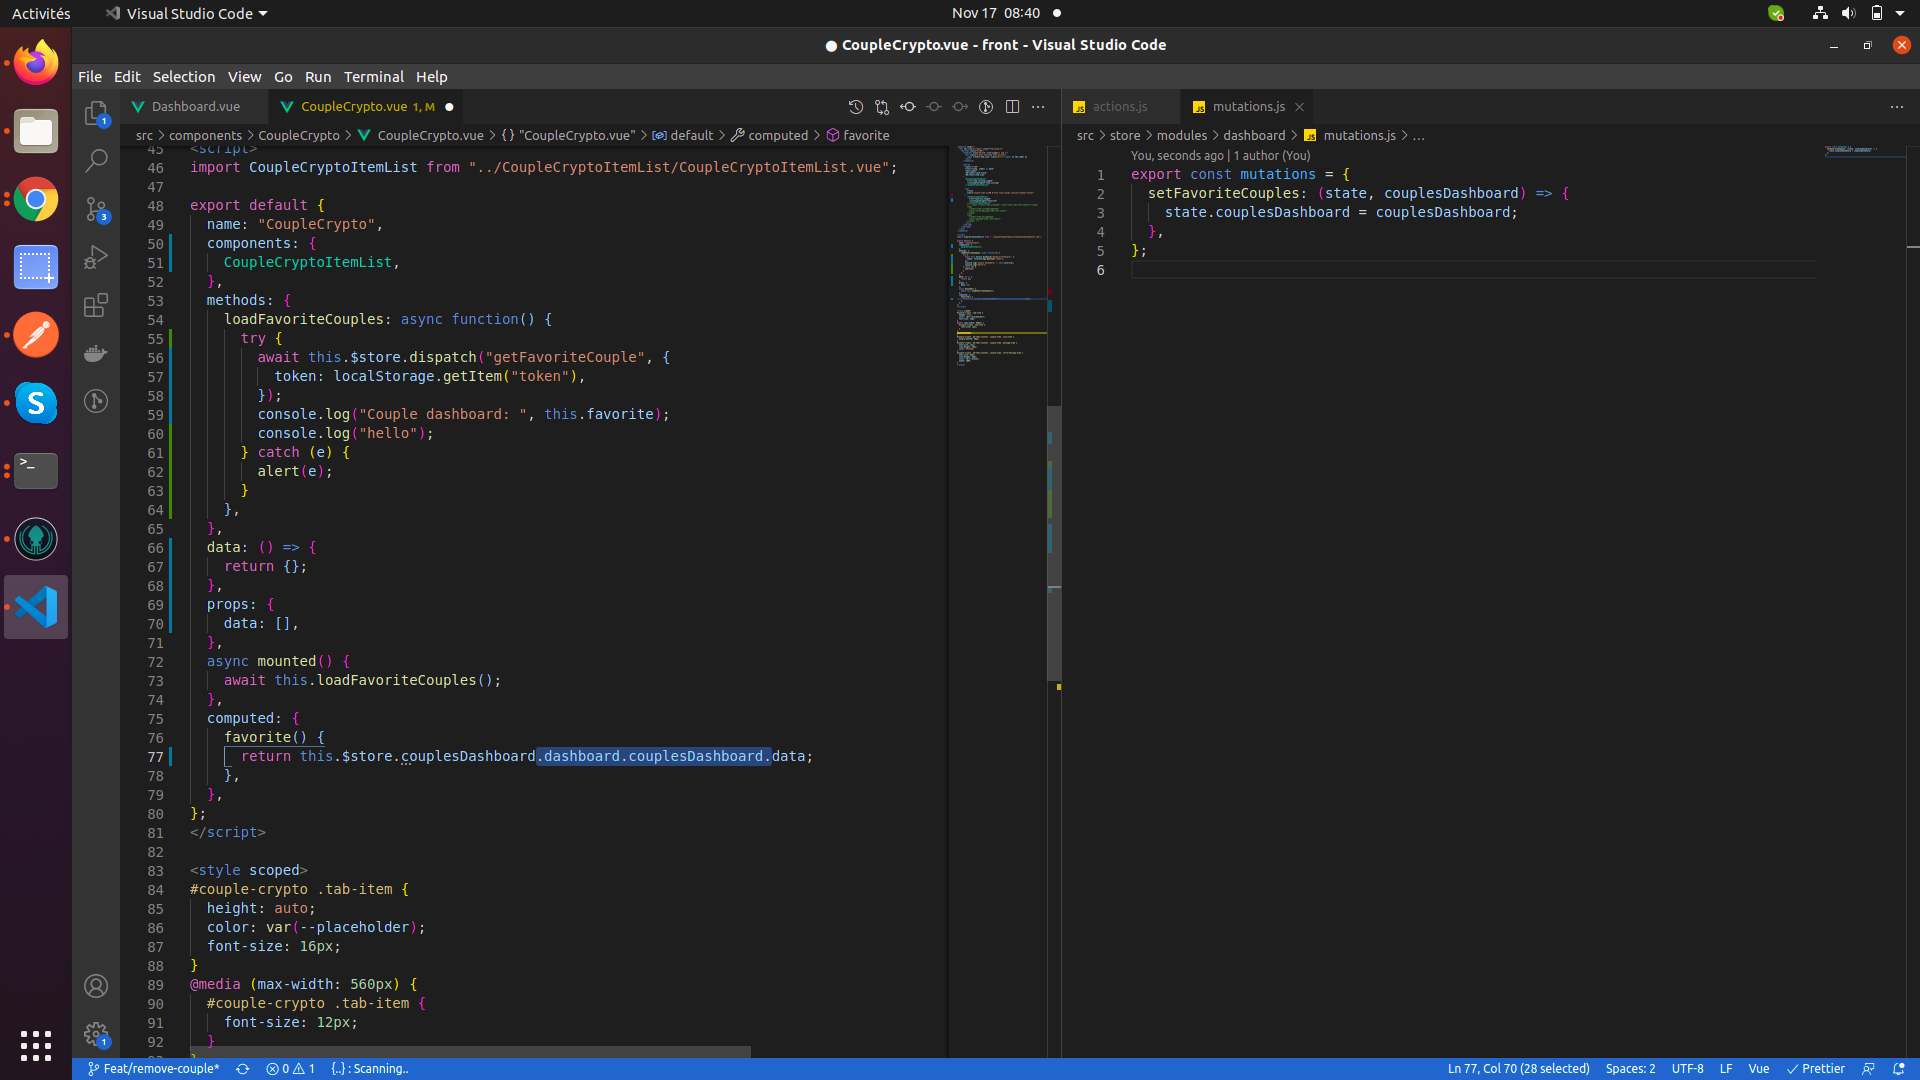 Activités
Visual Studio Code
Nov 17 08:40
● CoupleCrypto.vue - front - Visual Studio Code
File Edit Selection View Go Run Terminal Help
Dashboard.vue
CoupleCrypto.vue 1, M
src > components > CoupleCrypto > CoupleCrypto.vue > {} "CoupleCrypto.vue" > default > computed > favorite
45 <script>
46 import CoupleCryptoItemList from "../CoupleCryptoItemList/CoupleCryptoItemList.vue";
47
48 export default {
49 name: "CoupleCrypto",
50 components: {
51 CoupleCryptoItemList,
52 },
53 methods: {
54 loadFavoriteCouples: async function() {
55 try {
56 await this.$store.dispatch("getFavoriteCouple", {
57 token: localStorage.getItem("token"),
58 });
59 console.log("Couple dashboard: ", this.favorite);
60 console.log("hello");
61 } catch (e) {
62 alert(e);
63 }
64 },
65 },
66 data: () => {
67 return {};
68 },
69 props: {
70 data: [],
71 },
72 async mounted() {
73 await this.loadFavoriteCouples();
74 },
75 computed: {
76 favorite() {
77 return this.$store.couplesDashboard.dashboard.couplesDashboard.data;
78 },
79 },
80 };
81 </script>
82
83 <style scoped>
84 #couple-crypto .tab-item {
85 height: auto;
86 color: var(--placeholder);
87 font-size: 16px;
88 }
89 @media (max-width: 560px) {
90 #couple-crypto .tab-item {
91 font-size: 12px;
92 }
actions.js
mutations.js
src > store > modules > dashboard > mutations.js > ...
You, seconds ago | 1 author (You)
1 export const mutations = {
2 setFavoriteCouples: (state, couplesDashboard) => {
3 state.couplesDashboard = couplesDashboard;
4 },
5 };
6
1
3
1
Feat/remove-couple*
0 1
{..} : Scanning..
Ln 77, Col 70 (28 selected)
Spaces: 2
UTF-8
LF
Vue
Prettier